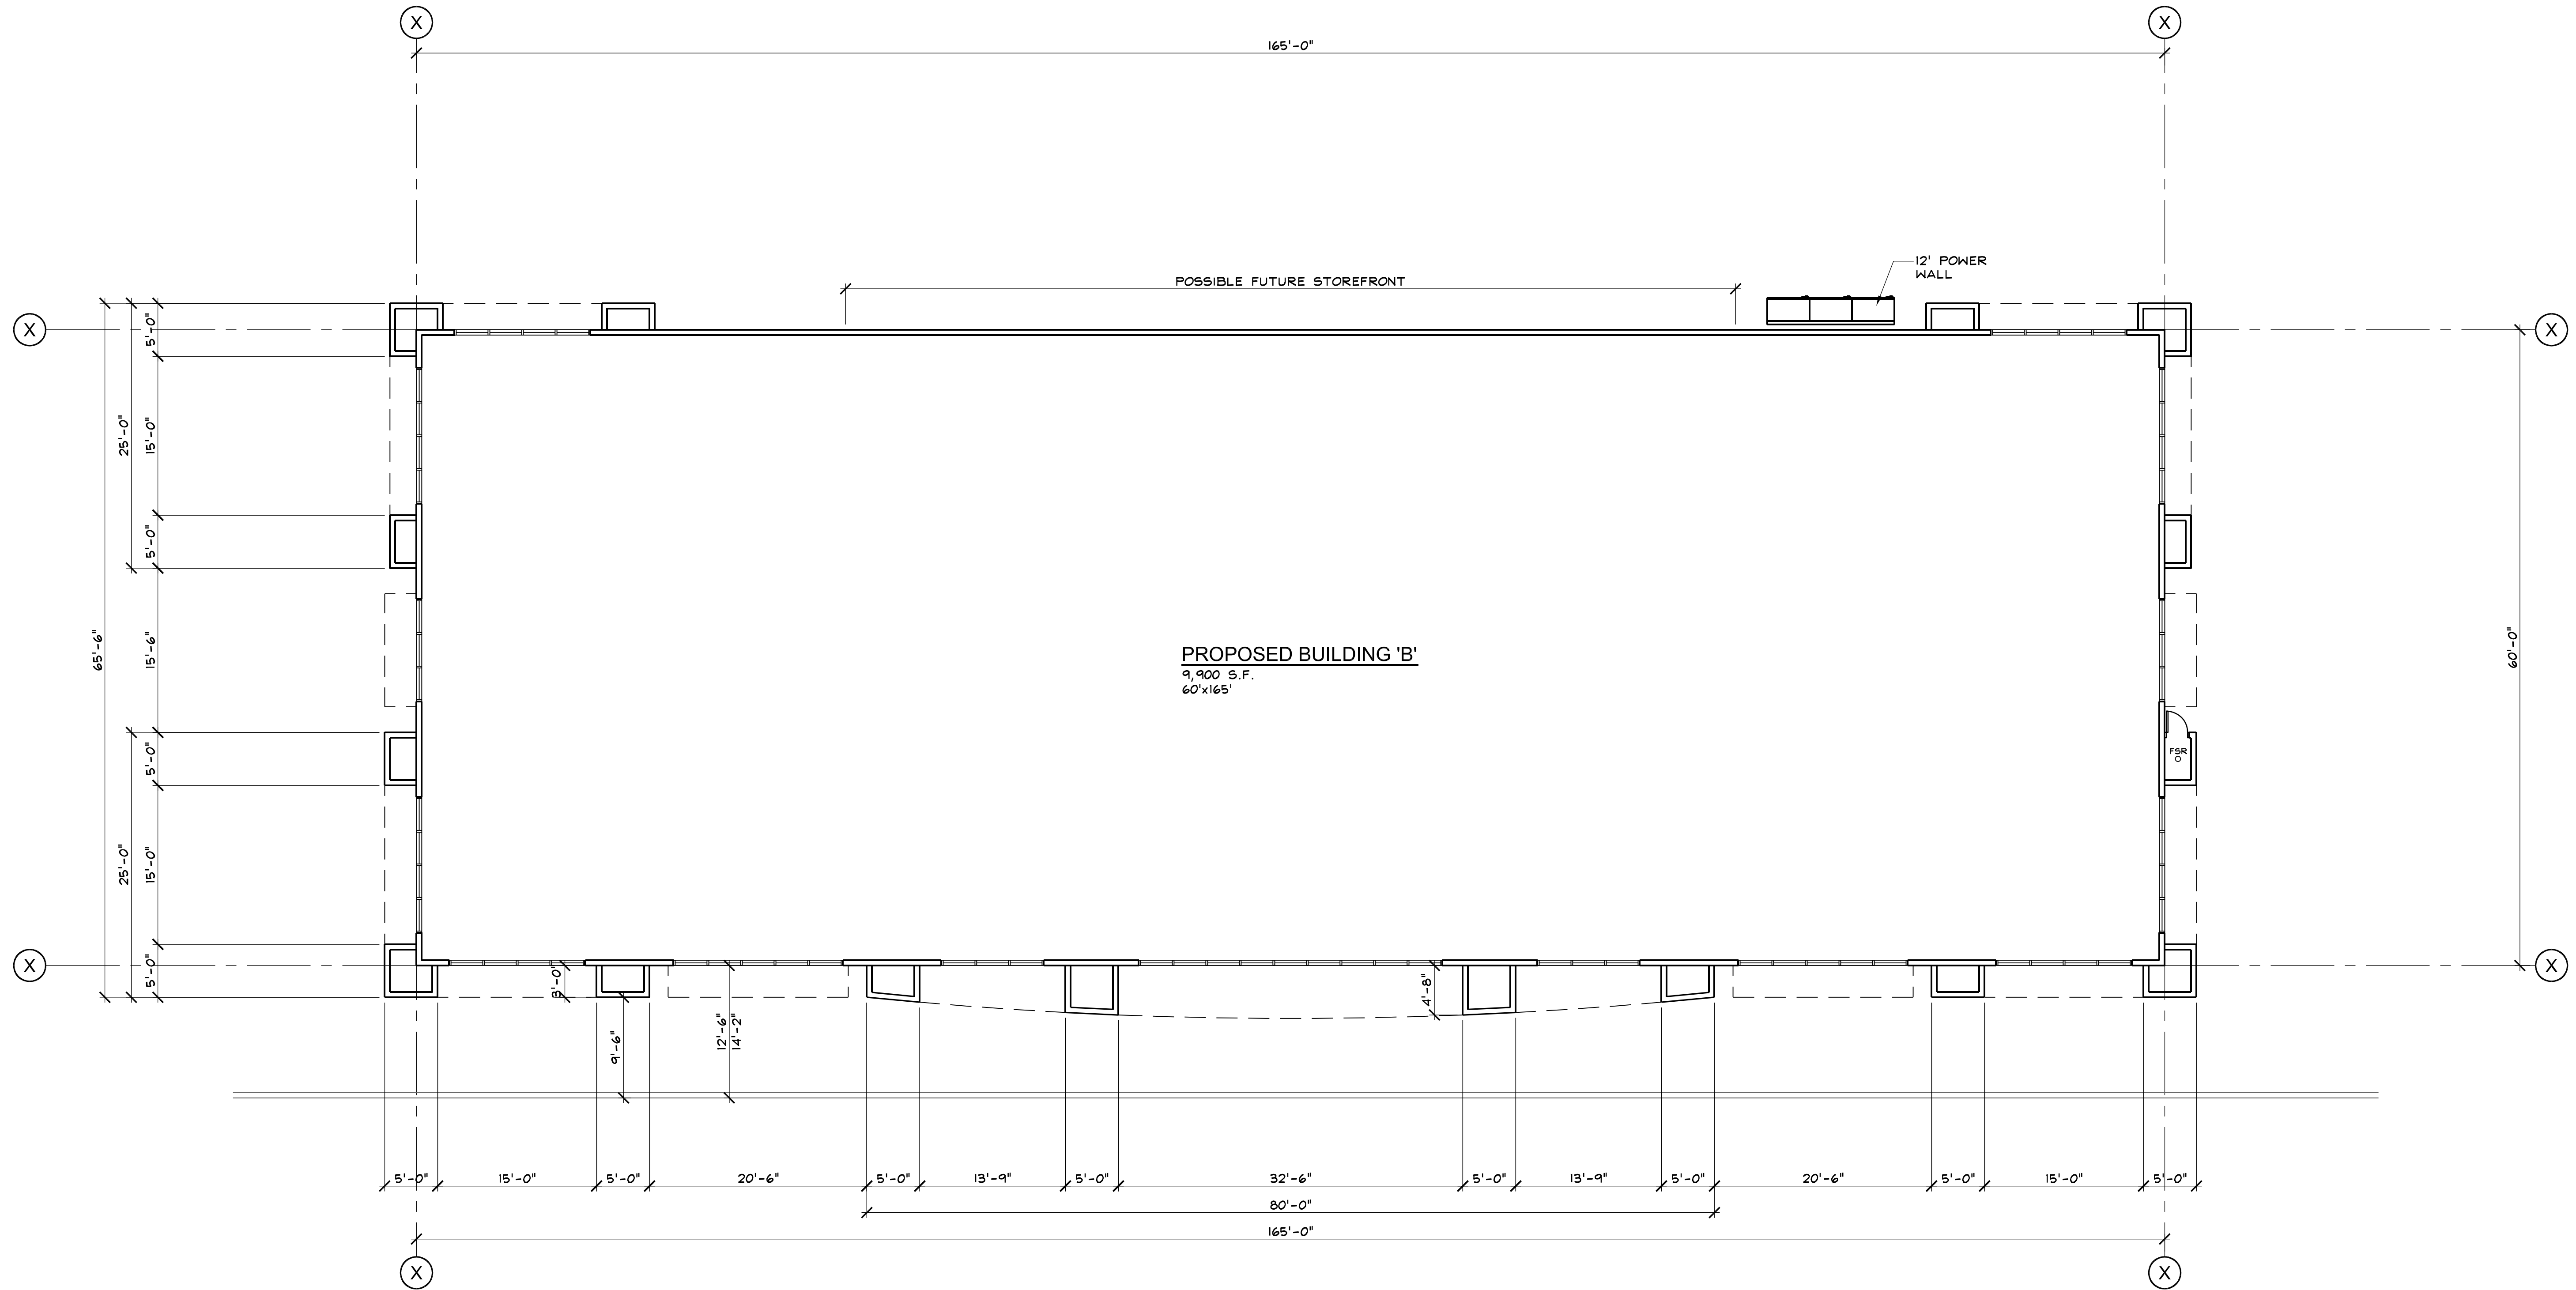 X
X
165'-0"
12' POWER
WALL
POSSIBLE FUTURE STOREFRONT
X
X
5'-0"
15'-0"
25'-0"
5'-0"
65'-6"
15'-6"
60'-0"
PROPOSED BUILDING 'B'
9,900 S.F.
60'x165'
FSR
5'-0"
25'-0"
15'-0"
5'-0"
X
X
3'-0"
4'-8"
9'-6"
12'-6"
14'-2"
5'-0"
15'-0"
5'-0"
20'-6"
5'-0"
13'-9"
5'-0"
32'-6"
5'-0"
13'-9"
5'-0"
20'-6"
5'-0"
15'-0"
5'-0"
80'-0"
165'-0"
X
X